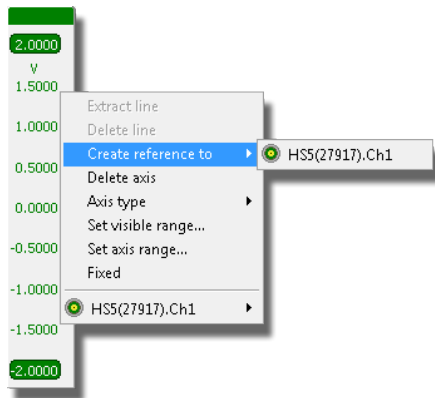 2.0000
V
1.5000
1.0000
0.5000
0.0000
-0.5000
-1.0000
-1.5000
-2.0000
Extract line
Delete line
Create reference to
Delete axis
Axis type
Set visible range...
Set axis range...
Fixed
HS5(27917).Ch1
HS5(27917).Ch1